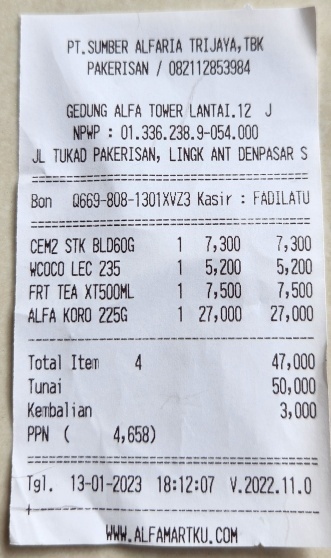 PT.SUMBER ALFARIA TRIJAYA,TBK
PAKERISAN / 082112853984
GEDUNG ALFA TOWER LANTAI.12 J
NPWP : 01.336.238.9-054.000
JL TUKAD PAKERISAN, LINGK ANT DENPASAR S
Bon Q669-808-1301XVZ3 Kasir : FADILATU
CEM2 STK BLD60G 1 7,300 7,300
WCOCO LEC 235 1 5,200 5,200
FRT TEA XT500ML 1 7,500 7,500
ALFA KORO 225G 1 27,000 27,000
Total Item 4 47,000
Tunai 50,000
Kembalian 3,000
PPN ( 4,658)
Tgl. 13-01-2023 18:12:07 V.2022.11.0
WWW.ALFAMARTKU.COM